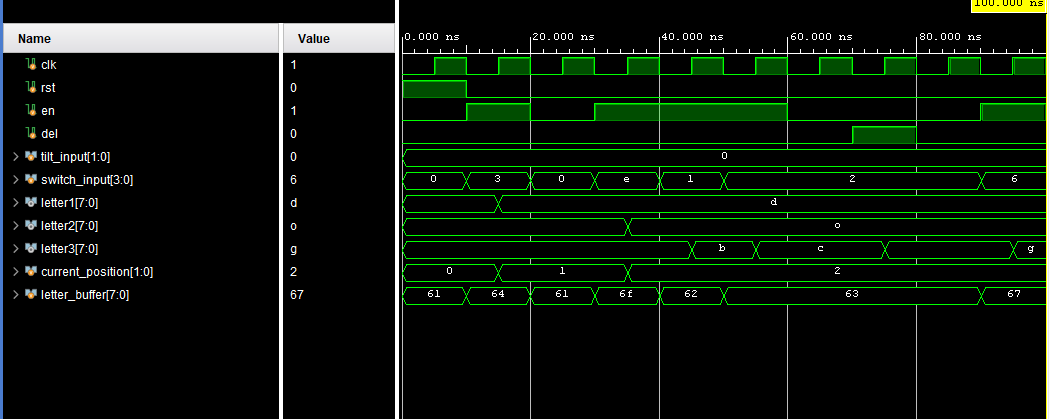 100.000 ns
Name Value 0.000 ns 20.000 ns 40.000 ns 60.000 ns 80.000 ns
clk 1
rst 0
en 1
del 0
tilt_input[1:0] 0 0
switch_input[3:0] 6 0 3 0 e 1 2 6
letter1[7:0] d d
letter2[7:0] o o
letter3[7:0] g b c g
current_position[1:0] 2 0 1 2
letter_buffer[7:0] 67 61 64 61 6f 62 63 67